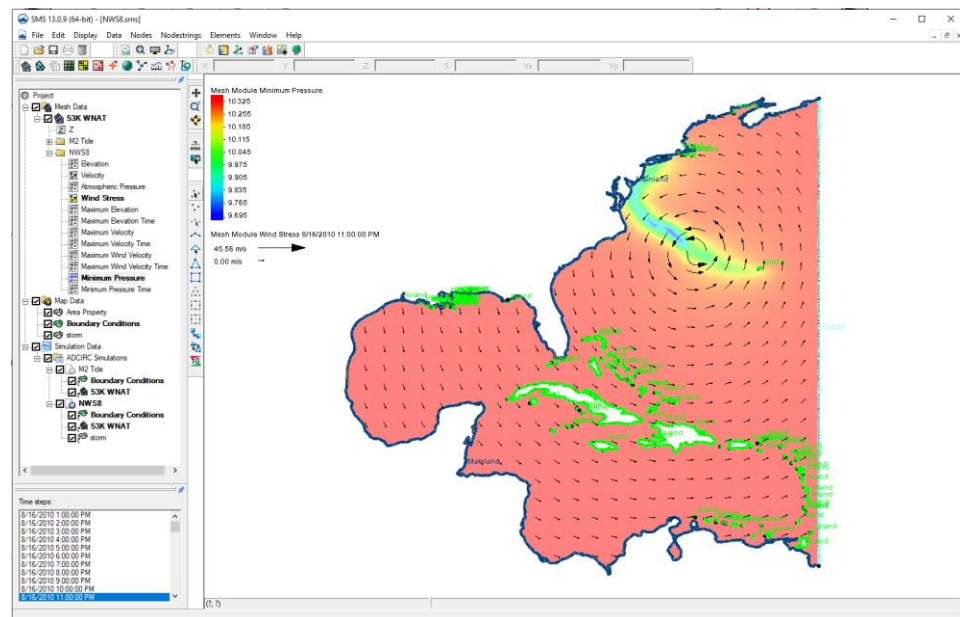 SMS 13.0.9 (64-bit) - [NWS8.sms]
File Edit Display Data Nodes Nodestrings Elements Window Help
X: Y: Z: S: Vx: Vy:
Project
Mesh Data
53K WNAT
Z
M2 Tide
NWS8
Elevation
Velocity
Atmospheric Pressure
Wind Stress
Maximum Elevation
Maximum Elevation Time
Maximum Velocity
Maximum Velocity Time
Maximum Wind Velocity
Maximum Wind Velocity Time
Minimum Pressure
Minimum Pressure Time
Map Data
Area Property
Boundary Conditions
storm
Simulation Data
ADCIRC Simulations
M2 Tide
Boundary Conditions
53K WNAT
NWS8
Boundary Conditions
53K WNAT
storm
Time steps:
8/16/2010 1:00:00 PM
8/16/2010 2:00:00 PM
8/16/2010 3:00:00 PM
8/16/2010 4:00:00 PM
8/16/2010 5:00:00 PM
8/16/2010 6:00:00 PM
8/16/2010 7:00:00 PM
8/16/2010 8:00:00 PM
8/16/2010 9:00:00 PM
8/16/2010 10:00:00 PM
8/16/2010 11:00:00 PM
Mesh Module Minimum Pressure
10.325
10.255
10.185
10.115
10.045
9.975
9.905
9.835
9.765
9.695
Mesh Module Wind Stress 8/16/2010 11:00:00 PM
45.56 m/s
0.00 m/s
Mainland
Island
Ocean
Island
Island
Island
Mainland
(?, ?)